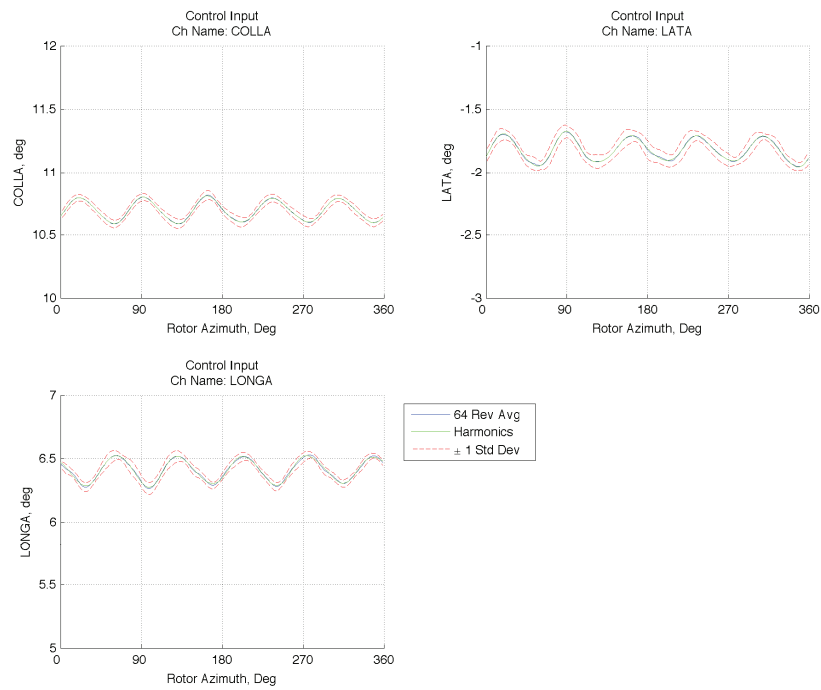 Control Input
Ch Name: COLLA
12
11.5
11
10.5
10
COLLA, deg
0 90 180 270 360
Rotor Azimuth, Deg
Control Input
Ch Name: LATA
-1
-1.5
-2
-2.5
-3
LATA, deg
0 90 180 270 360
Rotor Azimuth, Deg
Control Input
Ch Name: LONGA
7
6.5
6
5.5
5
LONGA, deg
0 90 180 270 360
Rotor Azimuth, Deg
64 Rev Avg
Harmonics
± 1 Std Dev